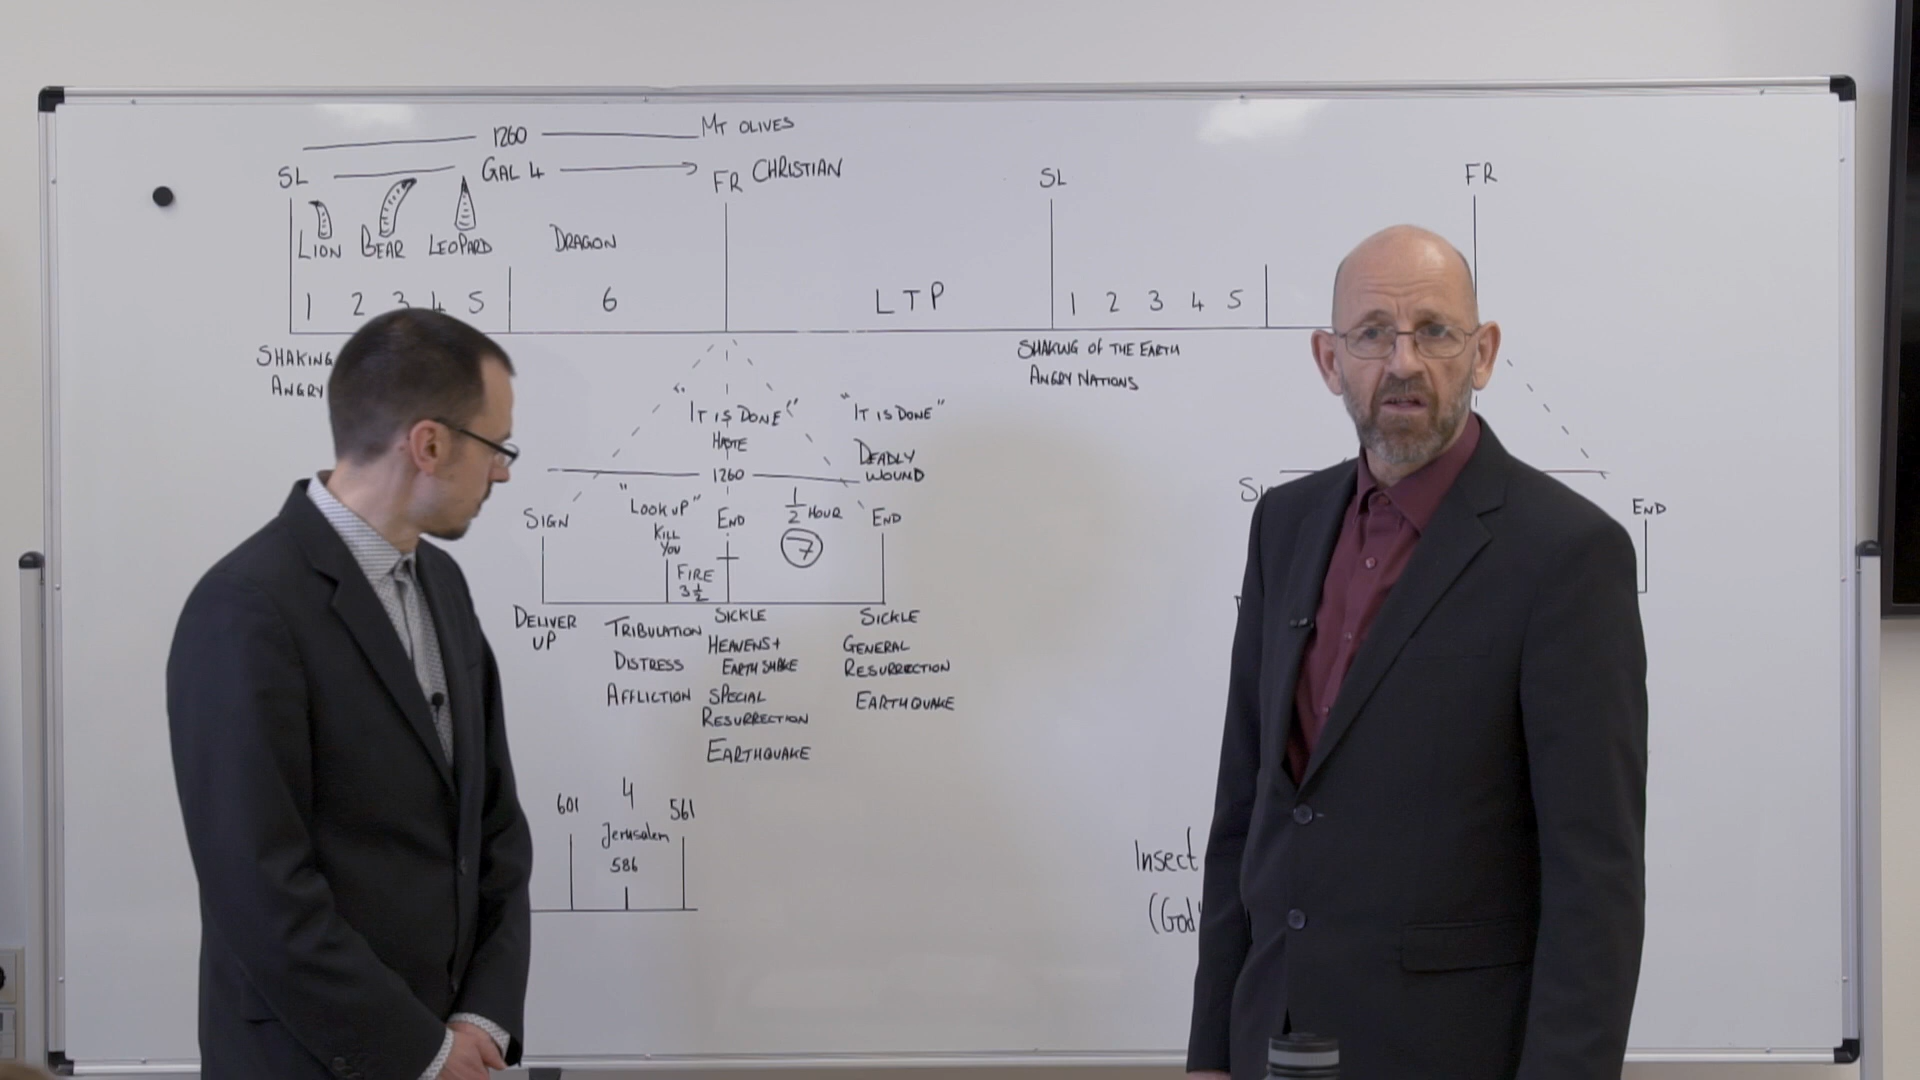 1260 MT OLIVES
SL GAL 4 FR CHRISTIAN
LION BEAR LEOPARD DRAGON
1 2 3 4 5 6
LTP
SL FR
1 2 3 4 5
SHAKING
ANGRY
SHAKING OF THE EARTH
ANGRY NATIONS
"IT IS DONE"
HASTE
"IT IS DONE"
DEADLY
WOUND
1260
SIGN
"LOOK UP"
KILL
YOU
END
1/2 HOUR
7
END
FIRE
3 1/2
DELIVER
UP
TRIBULATION
DISTRESS
AFFLICTION
SICKLE
HEAVENS +
EARTH SHAKE
SPECIAL
RESURRECTION
EARTHQUAKE
SICKLE
GENERAL
RESURRECTION
EARTHQUAKE
END
601 4 561
Jerusalem
586
Insect
(God'